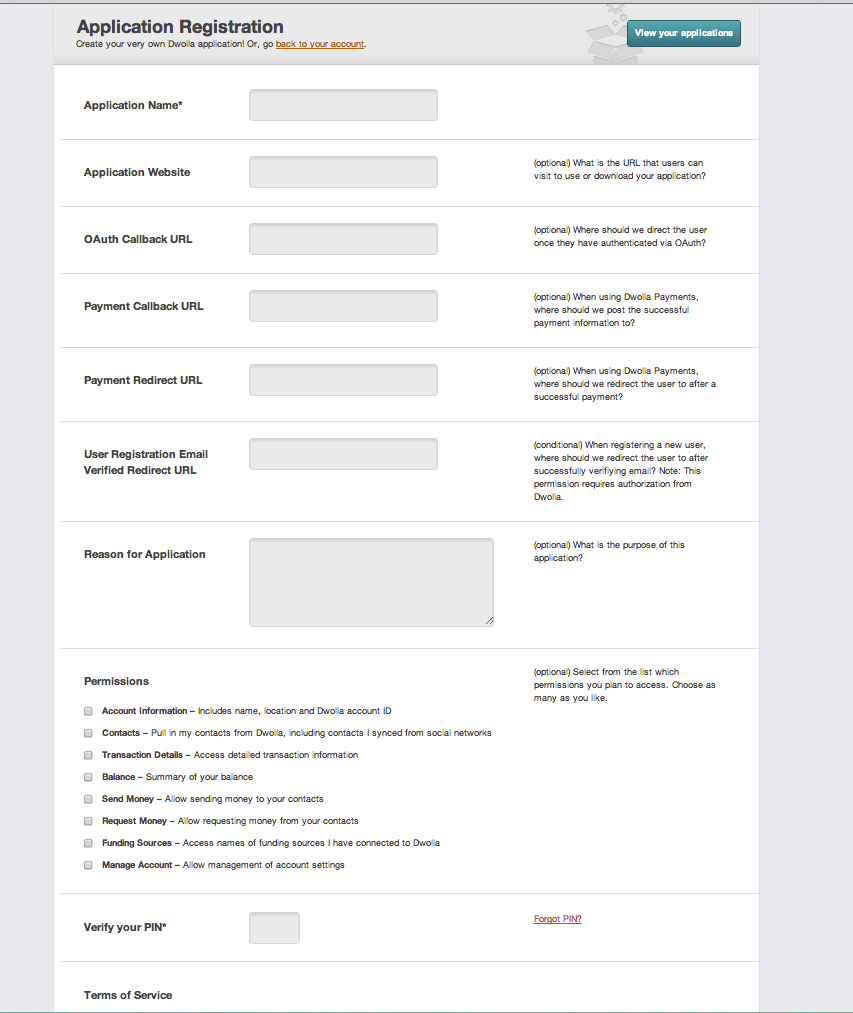 Application Registration
Create your very own Dwolla application! Or, go back to your account.
View your applications
Application Name*
Application Website
(optional) What is the URL that users can
visit to use or download your application?
OAuth Callback URL
(optional) Where should we direct the user
once they have authenticated via OAuth?
Payment Callback URL
(optional) When using Dwolla Payments,
where should we post the successful
payment information to?
Payment Redirect URL
(optional) When using Dwolla Payments,
where should we redirect the user to after a
successful payment?
User Registration Email
Verified Redirect URL
(conditional) When registering a new user,
where should we redirect the user to after
successfully verifiying email? Note: This
permission requires authorization from
Dwolla.
Reason for Application
(optional) What is the purpose of this
application?
Permissions
(optional) Select from the list which
permissions you plan to access. Choose as
many as you like.
Account Information – Includes name, location and Dwolla account ID
Contacts – Pull in my contacts from Dwolla, including contacts I synced from social networks
Transaction Details – Access detailed transaction information
Balance – Summary of your balance
Send Money – Allow sending money to your contacts
Request Money – Allow requesting money from your contacts
Funding Sources – Access names of funding sources I have connected to Dwolla
Manage Account – Allow management of account settings
Verify your PIN*
Forgot PIN?
Terms of Service